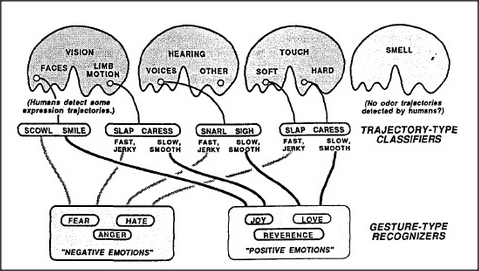 VISION
FACES
LIMB
MOTION
HEARING
VOICES OTHER
TOUCH
SOFT HARD
SMELL
(Humans detect some
expression trajectories.)
(No odor trajectories
detected by humans?)
SCOWL SMILE
SLAP CARESS
SNARL SIGH
SLAP CARESS
TRAJECTORY-TYPE
CLASSIFIERS
FAST,
JERKY
SLOW,
SMOOTH
FAST,
JERKY
SLOW,
SMOOTH
FAST,
JERKY
SLOW,
SMOOTH
FEAR
HATE
ANGER
"NEGATIVE EMOTIONS"
JOY
LOVE
REVERENCE
"POSITIVE EMOTIONS"
GESTURE-TYPE
RECOGNIZERS